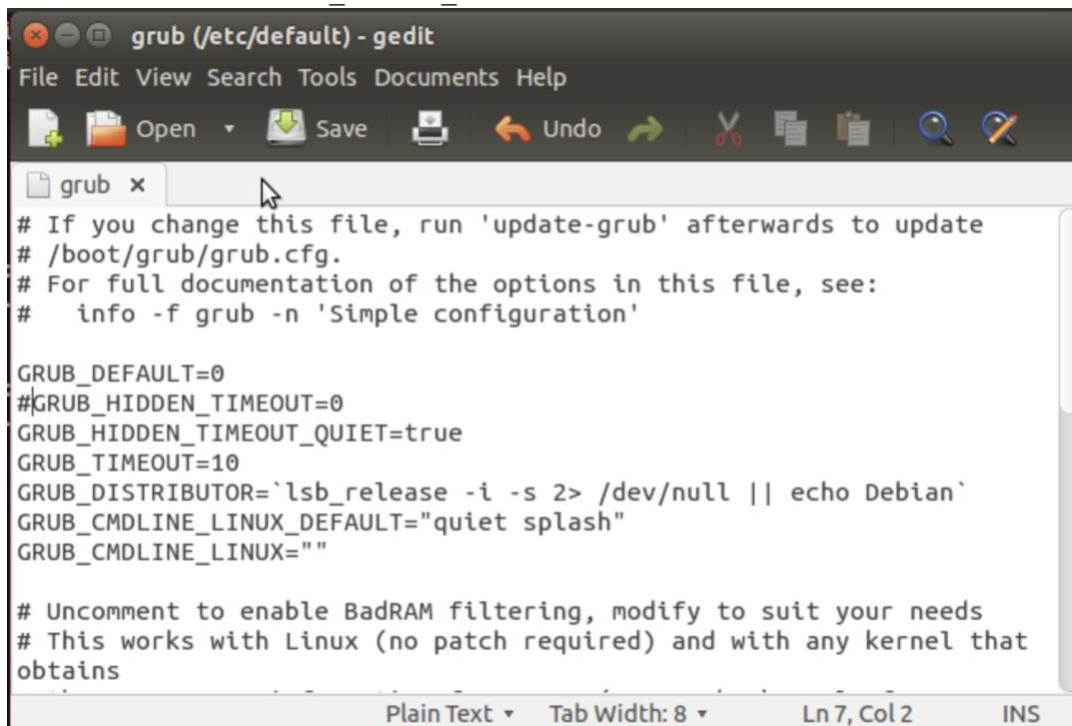 grub (/etc/default) - gedit
File Edit View Search Tools Documents Help
Open Save Undo
grub
# If you change this file, run 'update-grub' afterwards to update
# /boot/grub/grub.cfg.
# For full documentation of the options in this file, see:
#   info -f grub -n 'Simple configuration'
GRUB_DEFAULT=0
#GRUB_HIDDEN_TIMEOUT=0
GRUB_HIDDEN_TIMEOUT_QUIET=true
GRUB_TIMEOUT=10
GRUB_DISTRIBUTOR=`lsb_release -i -s 2> /dev/null || echo Debian`
GRUB_CMDLINE_LINUX_DEFAULT="quiet splash"
GRUB_CMDLINE_LINUX=""
# Uncomment to enable BadRAM filtering, modify to suit your needs
# This works with Linux (no patch required) and with any kernel that
obtains
Plain Text Tab Width: 8 Ln 7, Col 2 INS